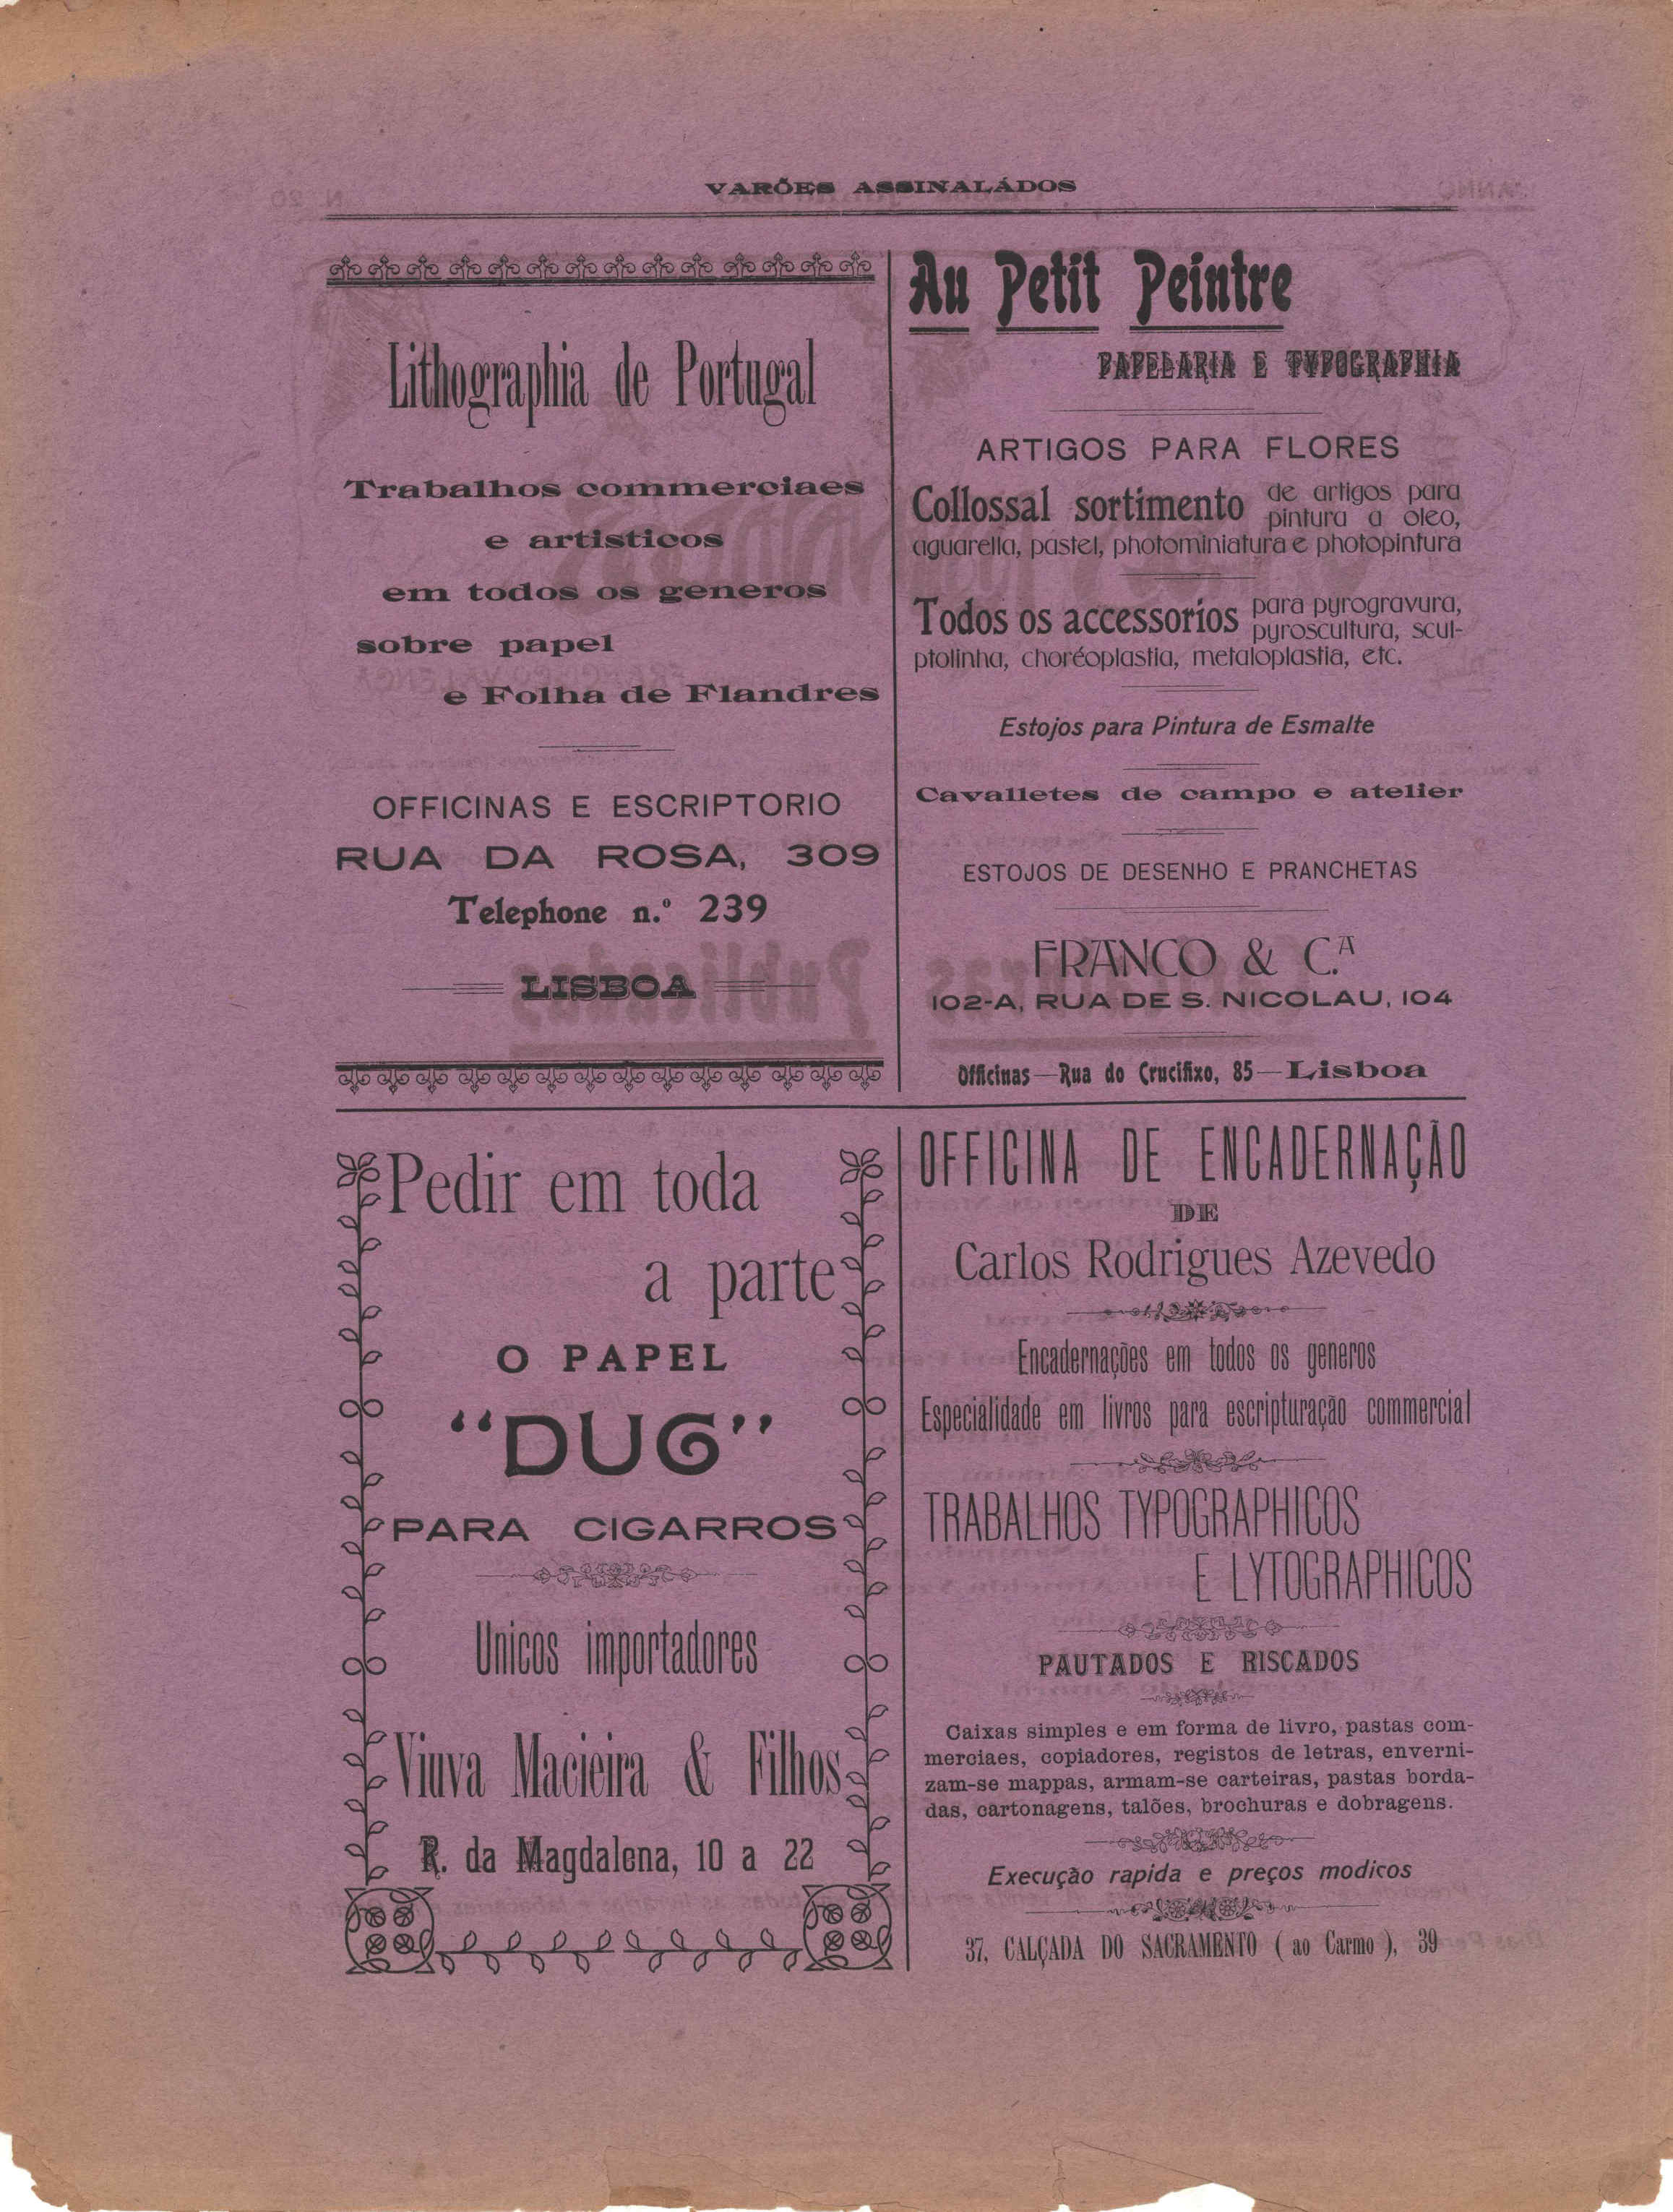 VARÕES ASSINALÁDOS
Lithographia de Portugal
Trabalhos commerciaes
e artisticos
em todos os generos
sobre papel
e Folha de Flandres
OFFICINAS E ESCRIPTORIO
RUA DA ROSA, 309
Telephone n.º 239
LISBOA
Au Petit Peintre
PAPELARIA E TYPOGRAPHIA
ARTIGOS PARA FLORES
Collossal sortimento de artigos para
pintura a oleo,
aguarella, pastel, photominiatura e photopintura
Todos os accessorios para pyrogravura,
pyroscultura, scul-
ptolinha, choréoplastia, metaloplastia, etc.
Estojos para Pintura de Esmalte
Cavalletes de campo e atelier
ESTOJOS DE DESENHO E PRANCHETAS
FRANCO & C.A
102-A, RUA DE S. NICOLAU, 104
Officinas—Rua do Crucifixo, 85—Lisboa
Pedir em toda
a parte
O PAPEL
“DUG”
PARA CIGARROS
Unicos importadores
Viuva Macieira & Filhos
R. da Magdalena, 10 a 22
OFFICINA DE ENCADERNAÇÃO
DE
Carlos Rodrigues Azevedo
Encadernações em todos os generos
Especialidade em livros para escripturação commercial
TRABALHOS TYPOGRAPHICOS
E LYTOGRAPHICOS
PAUTADOS E RISCADOS
Caixas simples e em forma de livro, pastas com-
merciaes, copiadores, registos de letras, enverni-
zam-se mappas, armam-se carteiras, pastas borda-
das, cartonagens, talões, brochuras e dobragens.
Execução rapida e preços modicos
37, CALÇADA DO SACRAMENTO ( ao Carmo ), 39